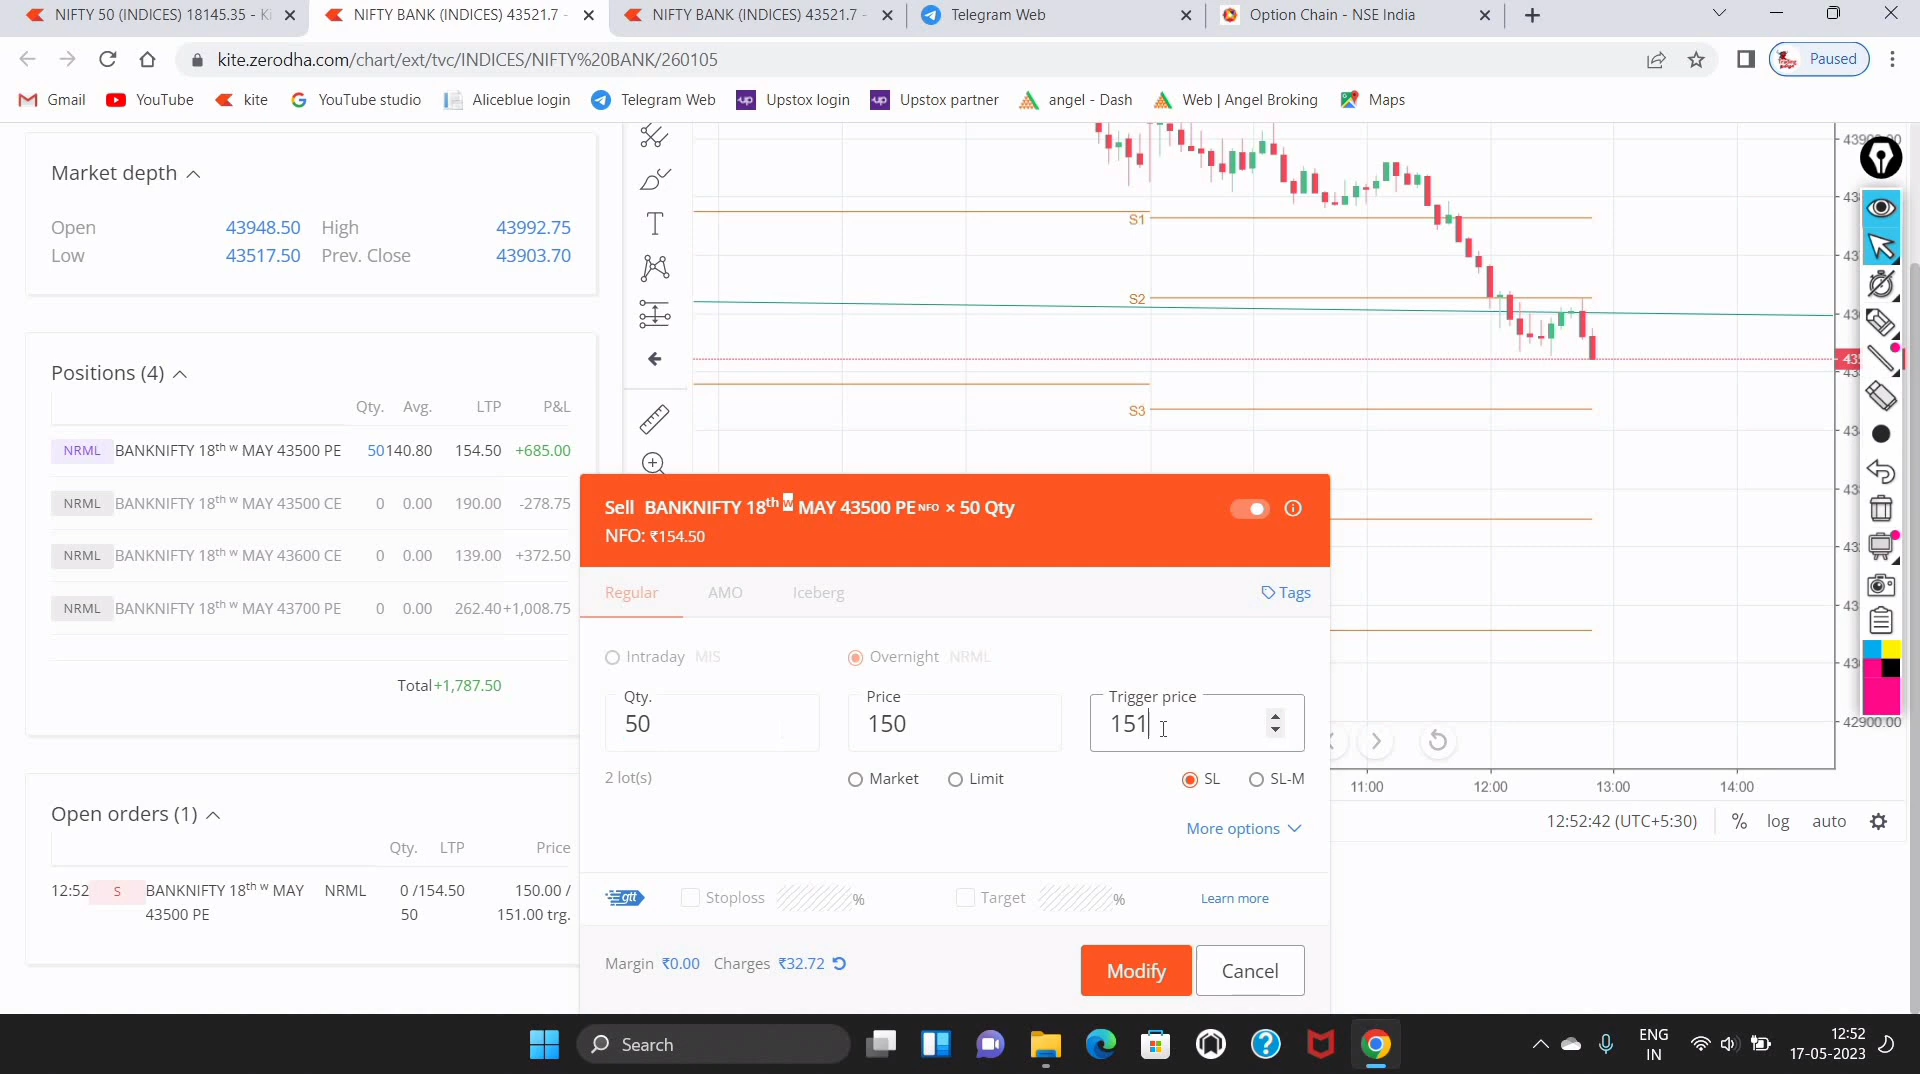 NIFTY 50 (INDICES) 18145.35 - Ki
NIFTY BANK (INDICES) 43521.7 -
NIFTY BANK (INDICES) 43521.7 -
Telegram Web
Option Chain - NSE India
kite.zerodha.com/chart/ext/tvc/INDICES/NIFTY%20BANK/260105
Paused
Gmail YouTube kite YouTube studio Aliceblue login Telegram Web Upstox login Upstox partner angel - Dash Web | Angel Broking Maps
Market depth
Open 43948.50 High 43992.75
Low 43517.50 Prev. Close 43903.70
Positions (4)
Qty. Avg. LTP P&L
NRML BANKNIFTY 18th w MAY 43500 PE 50 140.80 154.50 +685.00
NRML BANKNIFTY 18th w MAY 43500 CE 0 0.00 190.00 -278.75
NRML BANKNIFTY 18th w MAY 43600 CE 0 0.00 139.00 +372.50
NRML BANKNIFTY 18th w MAY 43700 PE 0 0.00 262.40 +1,008.75
Total +1,787.50
Open orders (1)
Qty. LTP Price
12:52 S BANKNIFTY 18th w MAY NRML 0 /154.50 150.00 /
43500 PE 50 151.00 trg.
S1
S2
S3
42900.00
11:00 12:00 13:00 14:00
12:52:42 (UTC+5:30) % log auto
Sell BANKNIFTY 18th w MAY 43500 PE NFO × 50 Qty
NFO: ₹154.50
Regular AMO Iceberg Tags
Intraday MIS Overnight NRML
Qty. Price Trigger price
50 150 151
2 lot(s) Market Limit SL SL-M
More options
gtt Stoploss % Target % Learn more
Margin ₹0.00 Charges ₹32.72
Modify Cancel
Search
ENG
IN
12:52
17-05-2023